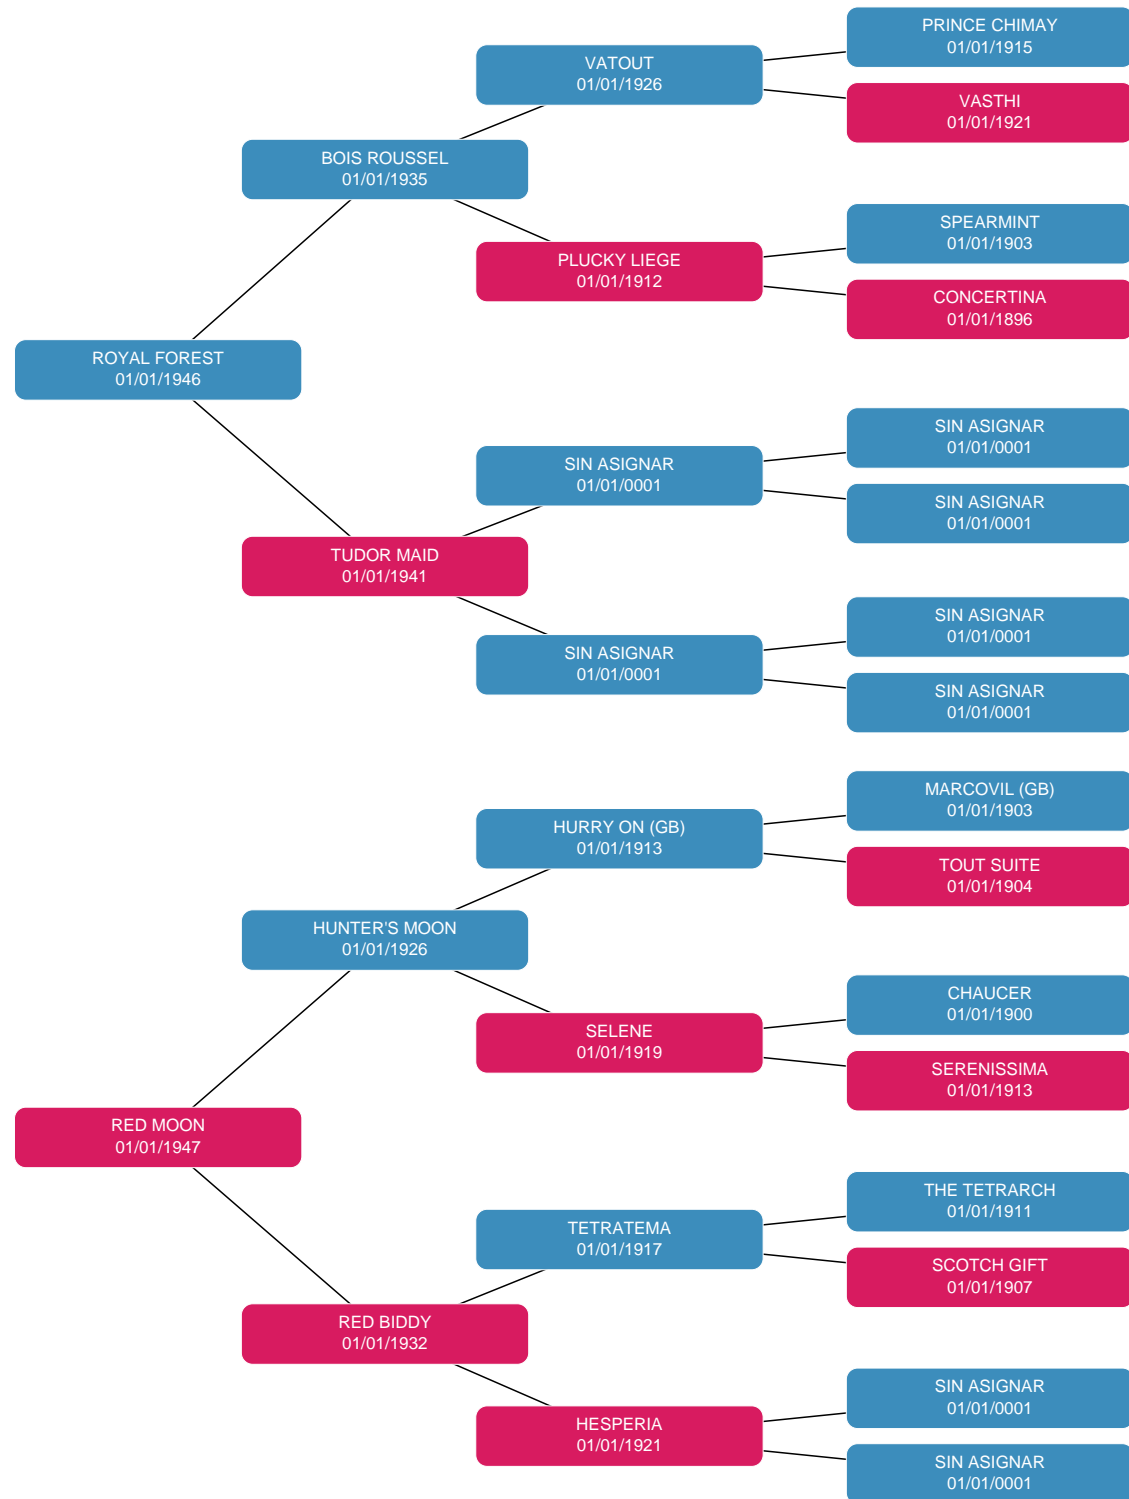 PRINCE CHIMAY
01/01/1915
VATOUT
01/01/1926
VASTHI
01/01/1921
BOIS ROUSSEL
01/01/1935
SPEARMINT
01/01/1903
PLUCKY LIEGE
01/01/1912
CONCERTINA
01/01/1896
ROYAL FOREST
01/01/1946
SIN ASIGNAR
01/01/0001
SIN ASIGNAR
01/01/0001
SIN ASIGNAR
01/01/0001
TUDOR MAID
01/01/1941
SIN ASIGNAR
01/01/0001
SIN ASIGNAR
01/01/0001
SIN ASIGNAR
01/01/0001
MARCOVIL (GB)
01/01/1903
HURRY ON (GB)
01/01/1913
TOUT SUITE
01/01/1904
HUNTER'S MOON
01/01/1926
CHAUCER
01/01/1900
SELENE
01/01/1919
SERENISSIMA
01/01/1913
RED MOON
01/01/1947
THE TETRARCH
01/01/1911
TETRATEMA
01/01/1917
SCOTCH GIFT
01/01/1907
RED BIDDY
01/01/1932
SIN ASIGNAR
01/01/0001
HESPERIA
01/01/1921
SIN ASIGNAR
01/01/0001